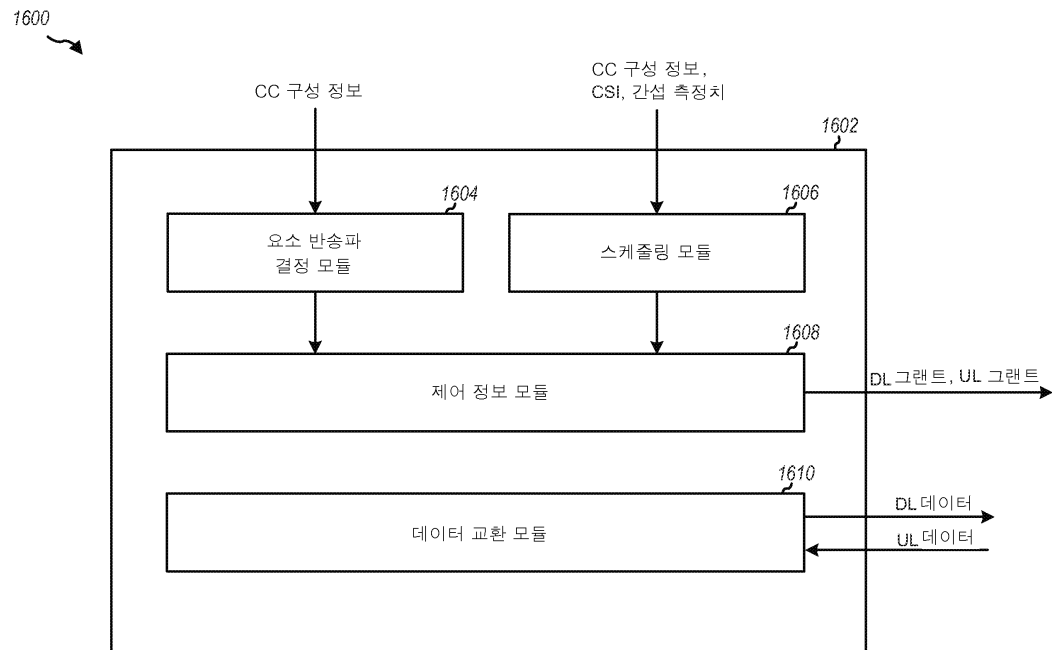 1600
CC 구성 정보
CC 구성 정보,
CSI, 간섭 측정치
1602
1604
요소 반송파
결정 모듈
1606
스케줄링 모듈
1608
제어 정보 모듈
DL 그랜트, UL 그랜트
1610
데이터 교환 모듈
DL 데이터
UL 데이터